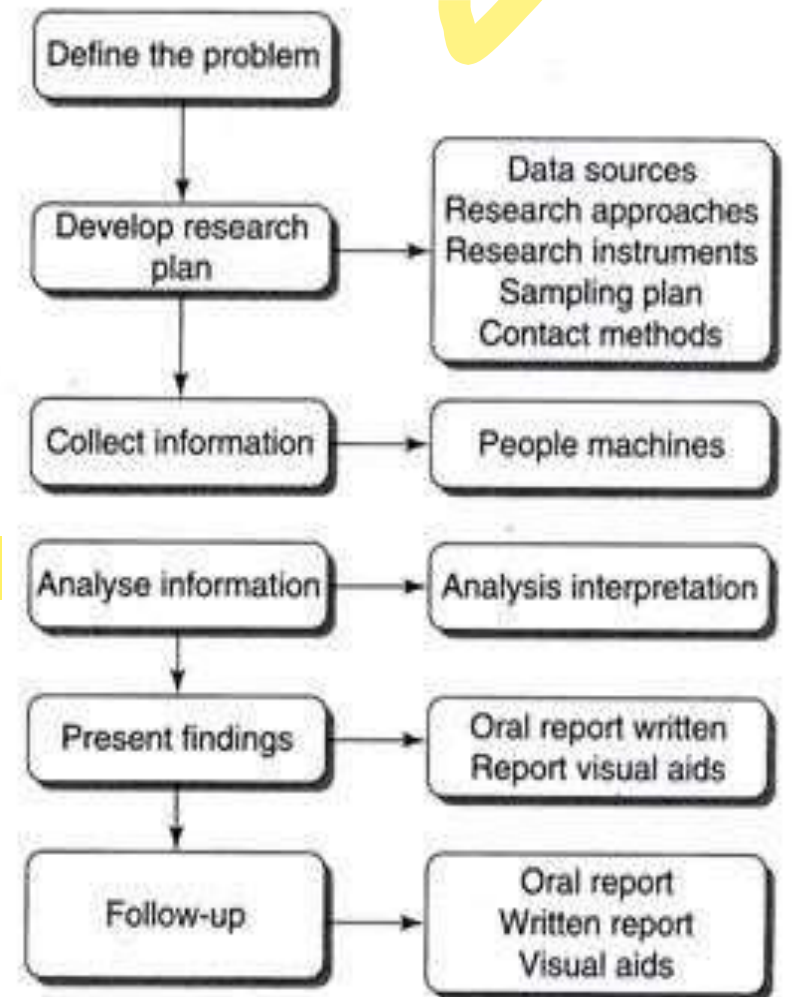 Define the problem
Develop research
plan
Data sources
Research approaches
Research instruments
Sampling plan
Contact methods
Collect information
People machines
Analyse information
Analysis interpretation
Present findings
Oral report written
Report visual aids
Follow-up
Oral report
Written report
Visual aids